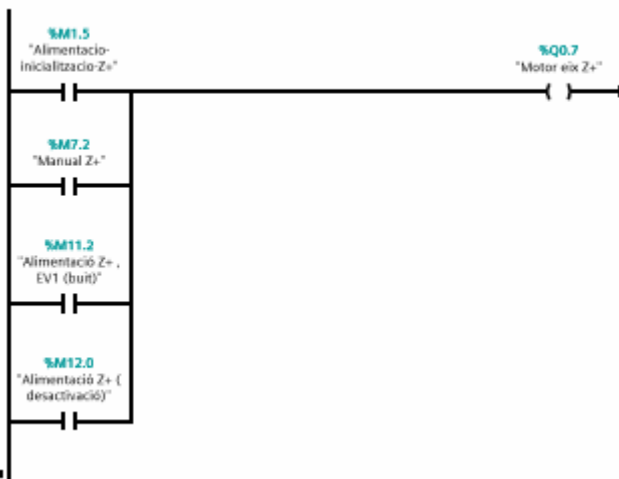 %M1.5
"Alimentacio-
inicialitzacio-Z+"
%Q0.7
"Motor eix Z+"
%M7.2
"Manual Z+"
%M11.2
"Alimentació Z+ ,
EV1 (buit)"
%M12.0
"Alimentació Z+ (
desactivació)"